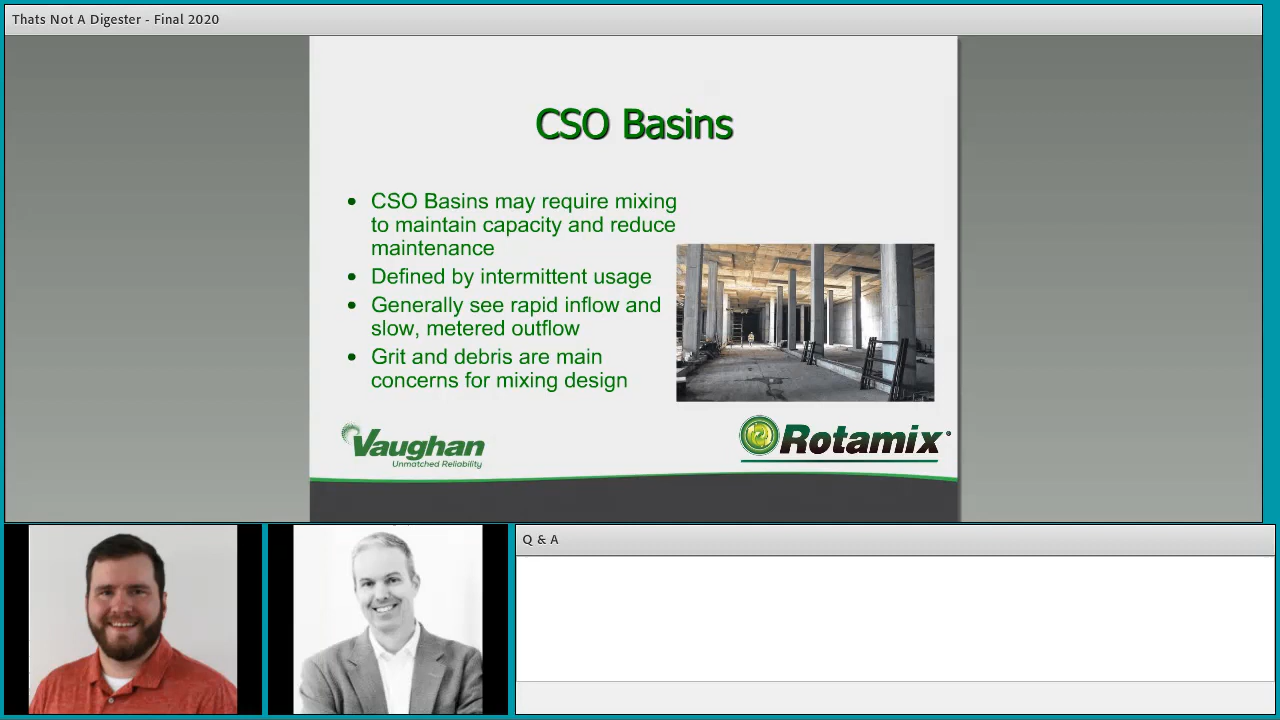 Thats Not A Digester - Final 2020
CSO Basins
• CSO Basins may require mixing
to maintain capacity and reduce
maintenance
• Defined by intermittent usage
• Generally see rapid inflow and
slow, metered outflow
• Grit and debris are main
concerns for mixing design
Vaughan
Unmatched Reliability
Rotamix®
Q & A